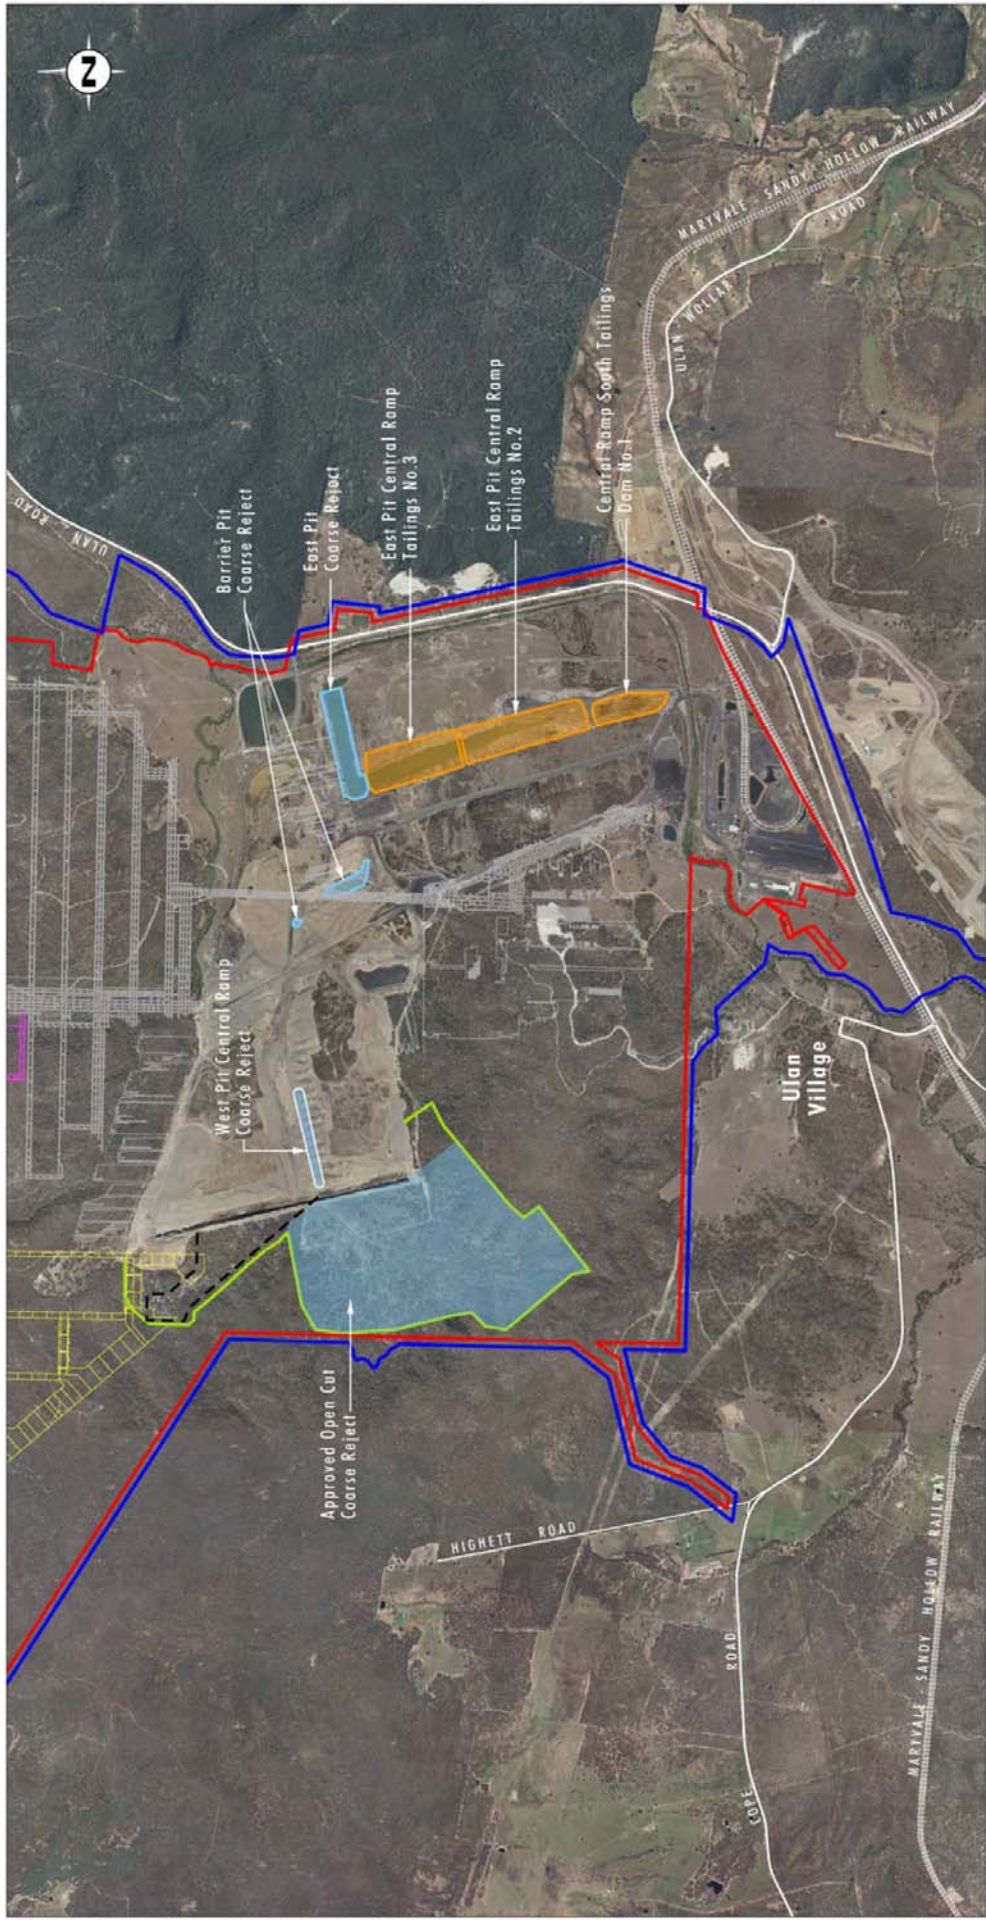 N
ULAN ROAD
Barrier Pit
Coarse Reject
East Pit
Coarse Reject
East Pit Central Ramp
Tailings No.3
East Pit Central Ramp
Tailings No.2
Central Ramp South Tailings
Dam No.1
MARYVALE - SANDY HOLLOW RAILWAY
ULAN - WOLLAR ROAD
West Pit Central Ramp
Coarse Reject
Approved Open Cut
Coarse Reject
Ulan
Village
HIGHETT ROAD
COPE ROAD
MARYVALE - SANDY HOLLOW RAILWAY